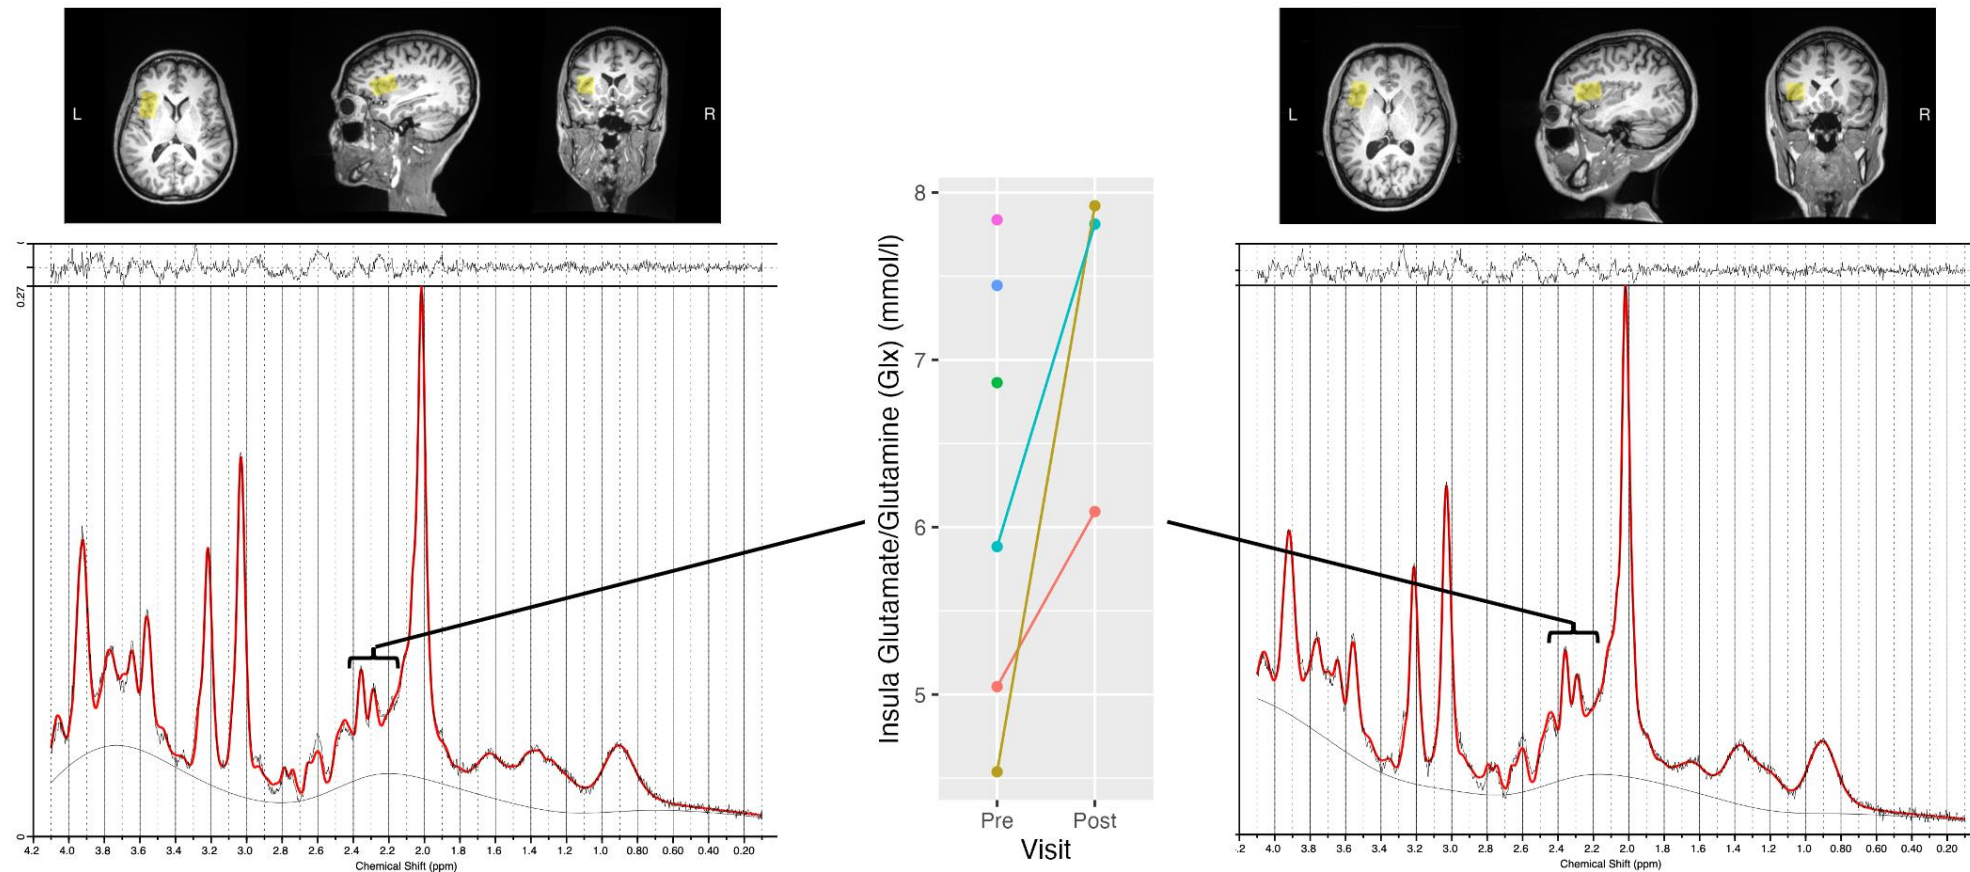 L
R
L
R
0.27
0
4.2 4.0 3.8 3.6 3.4 3.2 3.0 2.8 2.6 2.4 2.2 2.0 1.8 1.6 1.4 1.2 1.0 0.80 0.60 0.40 0.20
Chemical Shift (ppm)
Insula Glutamate/Glutamine (Glx) (mmol/l)
8
7
6
5
Pre Post
Visit
.2 4.0 3.8 3.6 3.4 3.2 3.0 2.8 2.6 2.4 2.2 2.0 1.8 1.6 1.4 1.2 1.0 0.80 0.60 0.40 0.20
Chemical Shift (ppm)